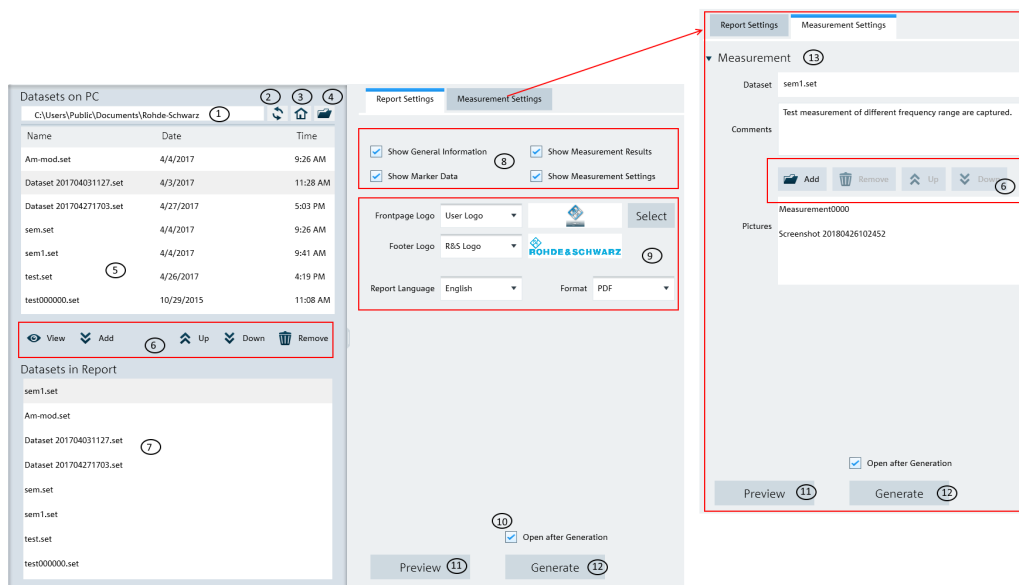 Datasets on PC
2 3 4
C:\Users\Public\Documents\Rohde-Schwarz 1
Name Date Time
Am-mod.set 4/4/2017 9:26 AM
Dataset 201704031127.set 4/3/2017 11:28 AM
Dataset 201704271703.set 4/27/2017 5:03 PM
sem.set 4/4/2017 9:26 AM
sem1.set 4/4/2017 9:41 AM
5
test.set 4/26/2017 4:19 PM
test000000.set 10/29/2015 11:08 AM
View Add 6 Up Down Remove
Datasets in Report
sem1.set
Am-mod.set
Dataset 201704031127.set
7
Dataset 201704271703.set
sem.set
sem1.set
test.set
test000000.set
Report Settings Measurement Settings
Show General Information Show Measurement Results
8
Show Marker Data Show Measurement Settings
Frontpage Logo User Logo Select
Footer Logo R&S Logo ROHDE&SCHWARZ 9
Report Language English Format PDF
10
Open after Generation
Preview 11 Generate 12
Report Settings Measurement Settings
Measurement 13
Dataset sem1.set
Test measurement of different frequency range are captured.
Comments
Add Remove Up Down 6
Measurement0000
Pictures
Screenshot 20180426102452
Open after Generation
Preview 11 Generate 12